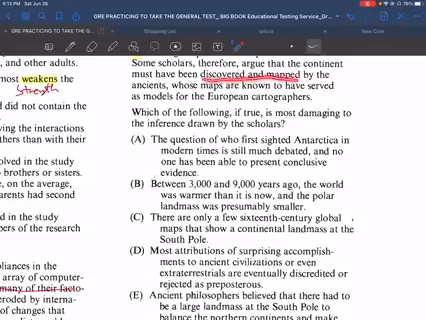 9:13 PM Sun Jun 26
GRE PRACTICING TO TAKE THE GENERAL TEST_ BIG BOOK Educational Testing Service_Gr...
GRE PRACTICING TO TAKE THE G
Shopping List
New Com
, and other adults.
most weakens the
Strength
d did not contain the
ying the interactions
thers than with their
olved in the study
o brothers or sisters.
e, on the average,
arents had second
d in the study
bers of the research
pliances in the
array of computer-
many of their facto-
eroded by interna-
of changes that
Some scholars, therefore, argue that the continent
must have been discovered and mapped by the
ancients, whose maps are known to have served
as models for the European cartographers.
Which of the following, if true, is most damaging to
the inference drawn by the scholars?
(A) The question of who first sighted Antarctica in
modern times is still much debated, and no
one has been able to present conclusive
evidence.
(B) Between 3,000 and 9,000 years ago, the world
was warmer than it is now, and the polar
landmass was presumably smaller.
(C) There are only a few sixteenth-century global
maps that show a continental landmass at the
South Pole.
(D) Most attributions of surprising accomplish-
ments to ancient civilizations or even
extraterrestrials are eventually discredited or
rejected as preposterous.
(E) Ancient philosophers believed that there had to
be a large landmass at the South Pole to
balance the northern continents and make